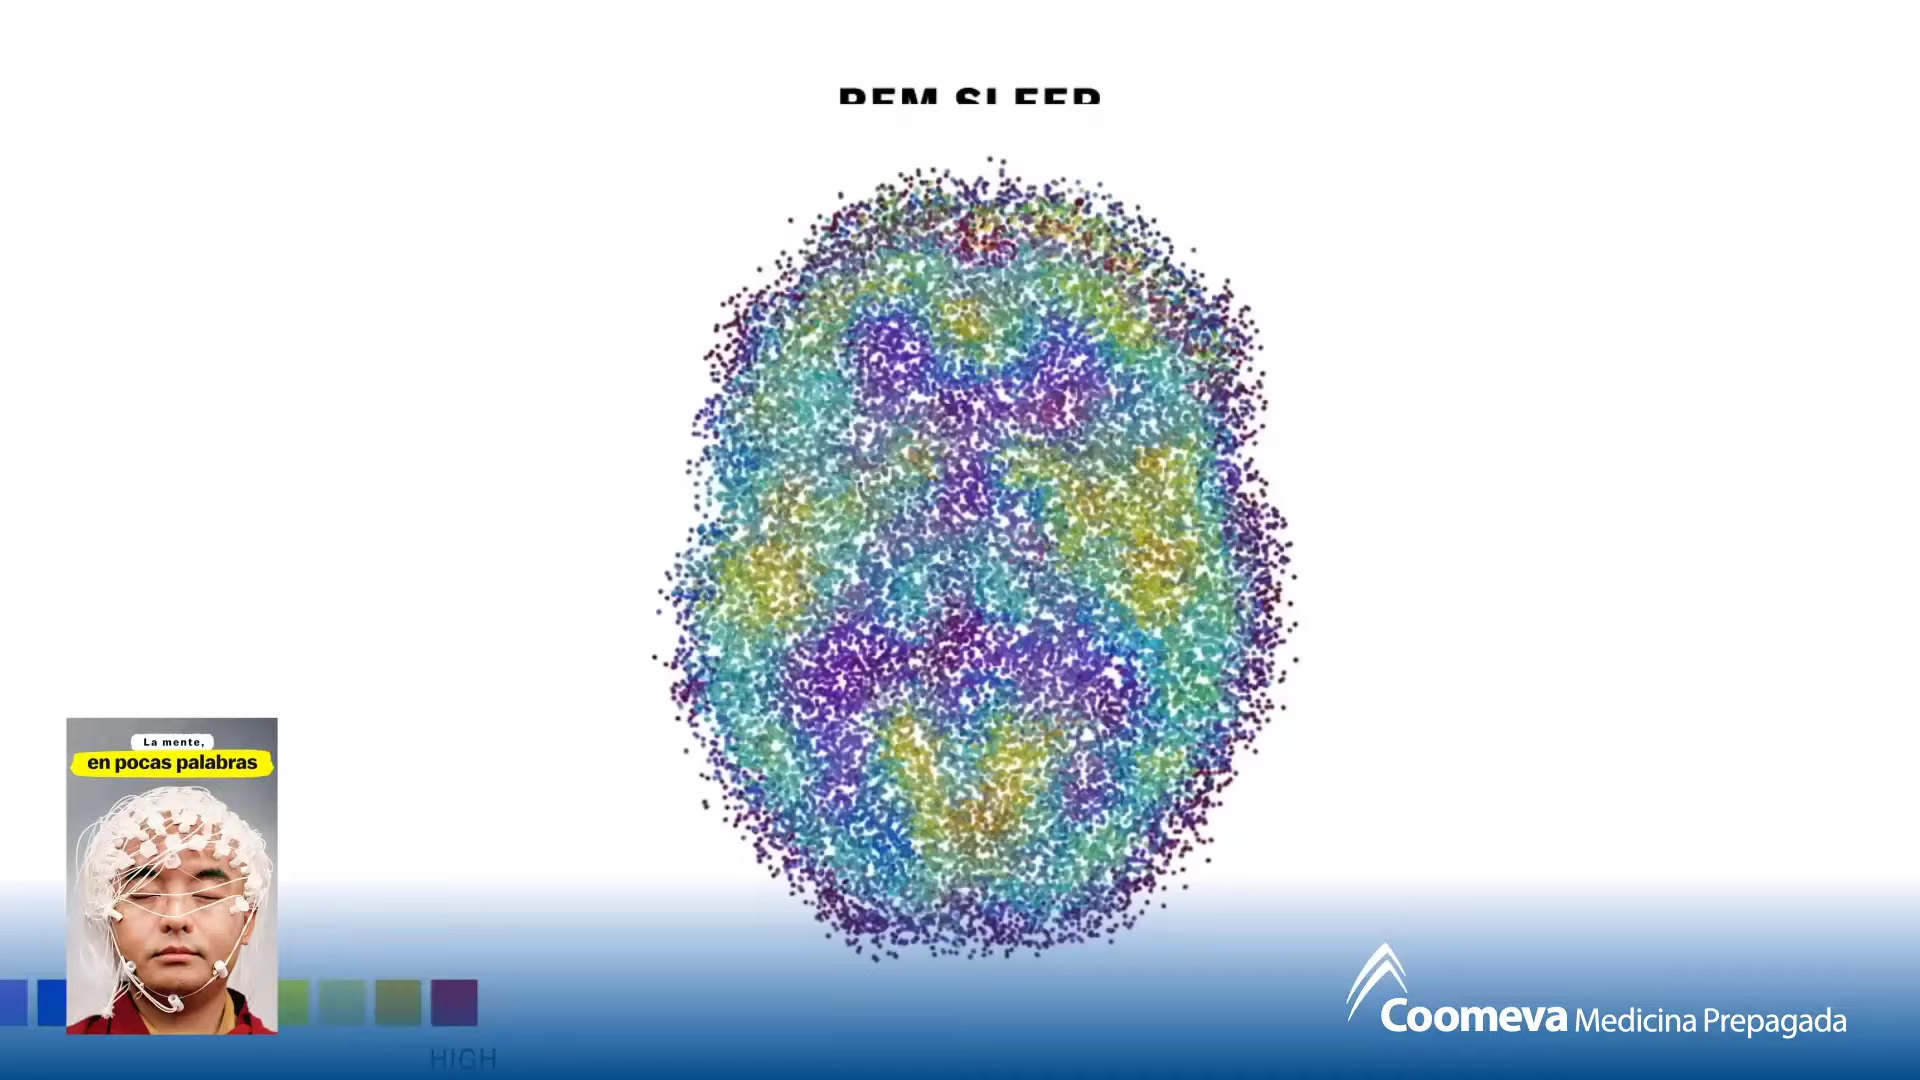 REM SLEEP
La mente,
en pocas palabras
HIGH
Coomeva Medicina Prepagada